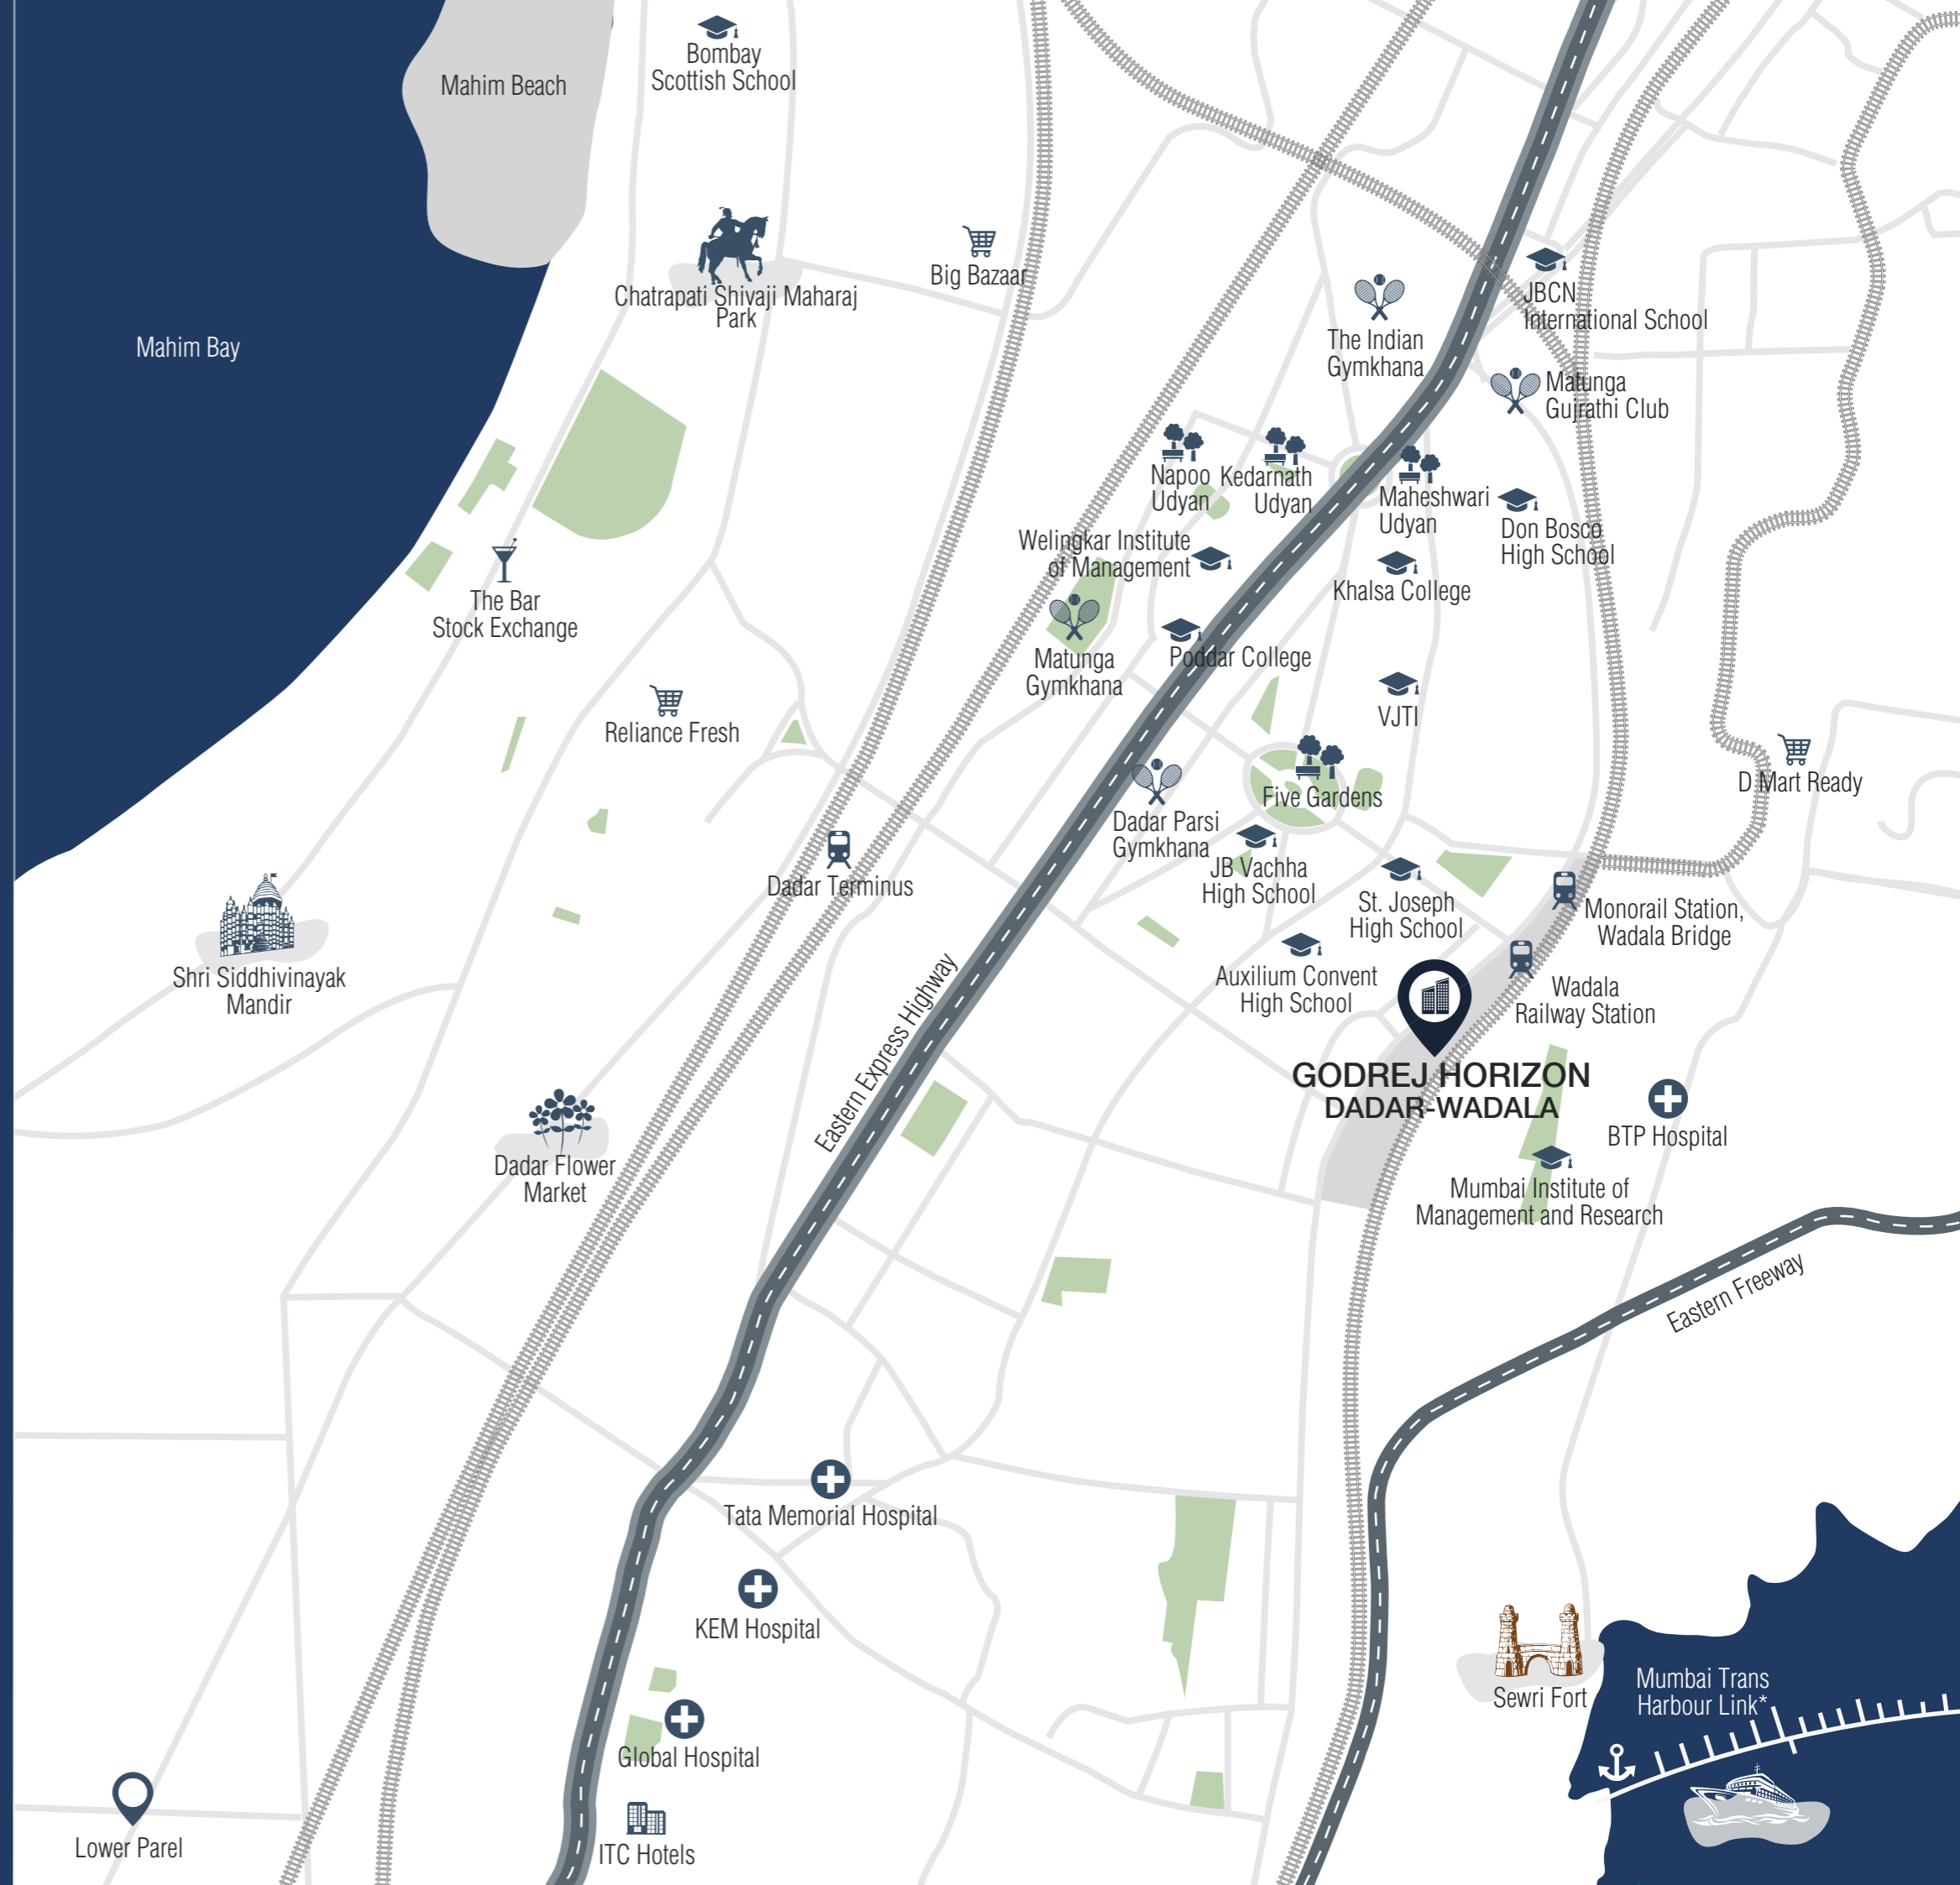 Bombay
Scottish School
Mahim Beach
Chatrapati Shivaji Maharaj
Park
Big Bazaar
JBCN
International School
Mahim Bay
The Indian
Gymkhana
Matunga
Gujrathi Club
Napoo
Udyan
Kedarnath
Udyan
Maheshwari
Udyan
Don Bosco
High School
Welingkar Institute
of Management
Khalsa College
The Bar
Stock Exchange
Matunga
Gymkhana
Poddar College
VJTI
Reliance Fresh
D Mart Ready
Five Gardens
Dadar Parsi
Gymkhana
JB Vachha
High School
Dadar Terminus
St. Joseph
High School
Monorail Station,
Wadala Bridge
Shri Siddhivinayak
Mandir
Auxilium Convent
High School
Wadala
Railway Station
Eastern Express Highway
GODREJ HORIZON
DADAR-WADALA
BTP Hospital
Dadar Flower
Market
Mumbai Institute of
Management and Research
Eastern Freeway
Tata Memorial Hospital
KEM Hospital
Sewri Fort
Mumbai Trans
Harbour Link*
Global Hospital
Lower Parel
ITC Hotels